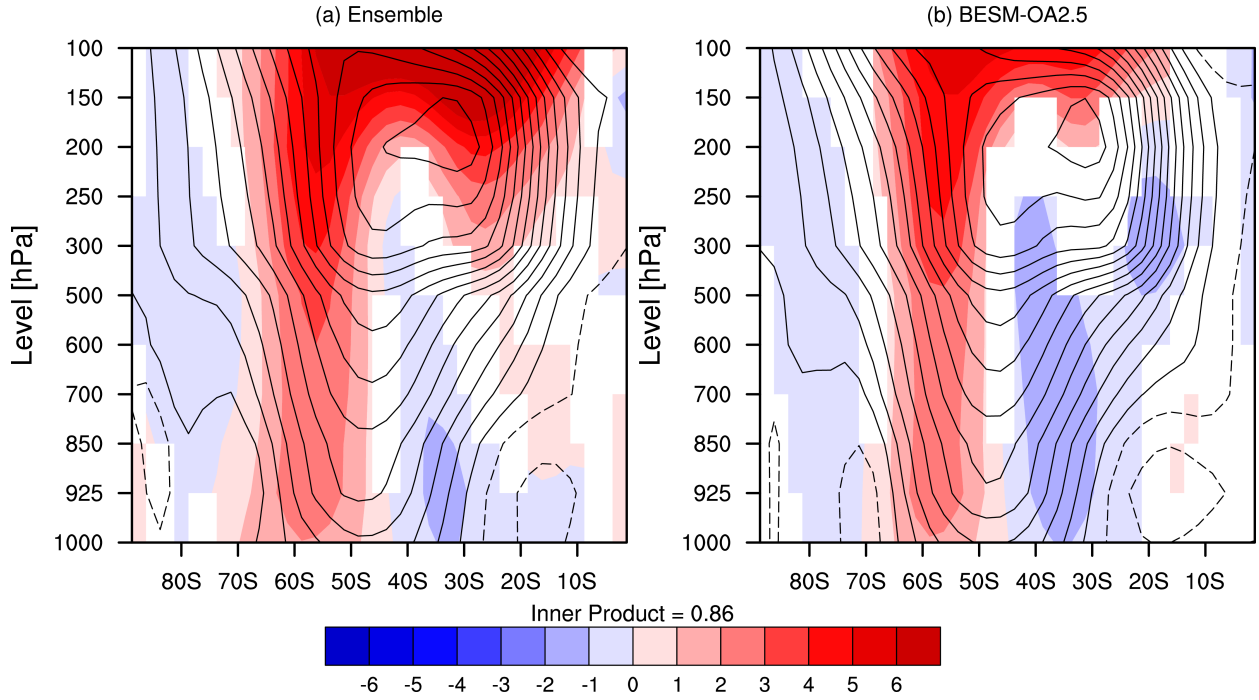 (a) Ensemble
(b) BESM-OA2.5
Level [hPa]
100
150
200
250
300
500
600
700
850
925
1000
80S 70S 60S 50S 40S 30S 20S 10S
Level [hPa]
100
150
200
250
300
500
600
700
850
925
1000
80S 70S 60S 50S 40S 30S 20S 10S
Inner Product = 0.86
-6 -5 -4 -3 -2 -1 0 1 2 3 4 5 6